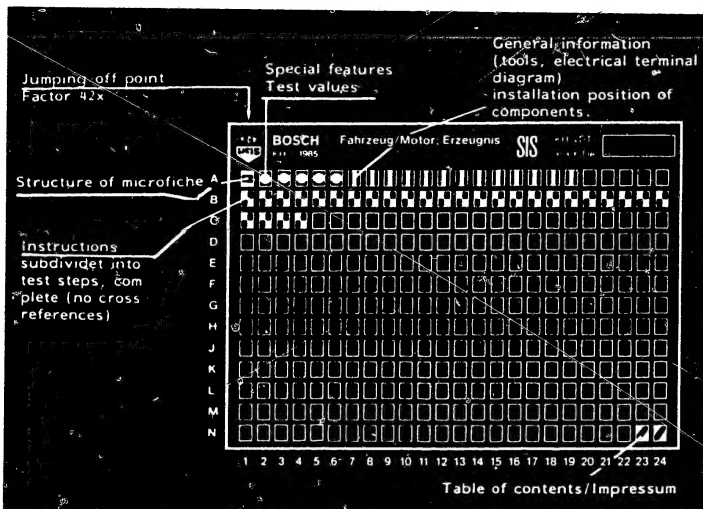 General information
(tools, electrical terminal
diagram)
installation position of
components.
Special features
Test values
Jumping off point
Factor 42x
BOSCH
1985
Fahrzeug/Motor, Erzeugnis
SIS
Structure of microfiche
A
B
C
D
E
F
G
H
J
K
L
M
N
Instructions
subdividet into
test steps, com
plete (no cross
references)
1 2 3 4 5 6 7 8 9 10 11 12 13 14 15 16 17 18 19 20 21 22 23 24
Table of contents/Impressum